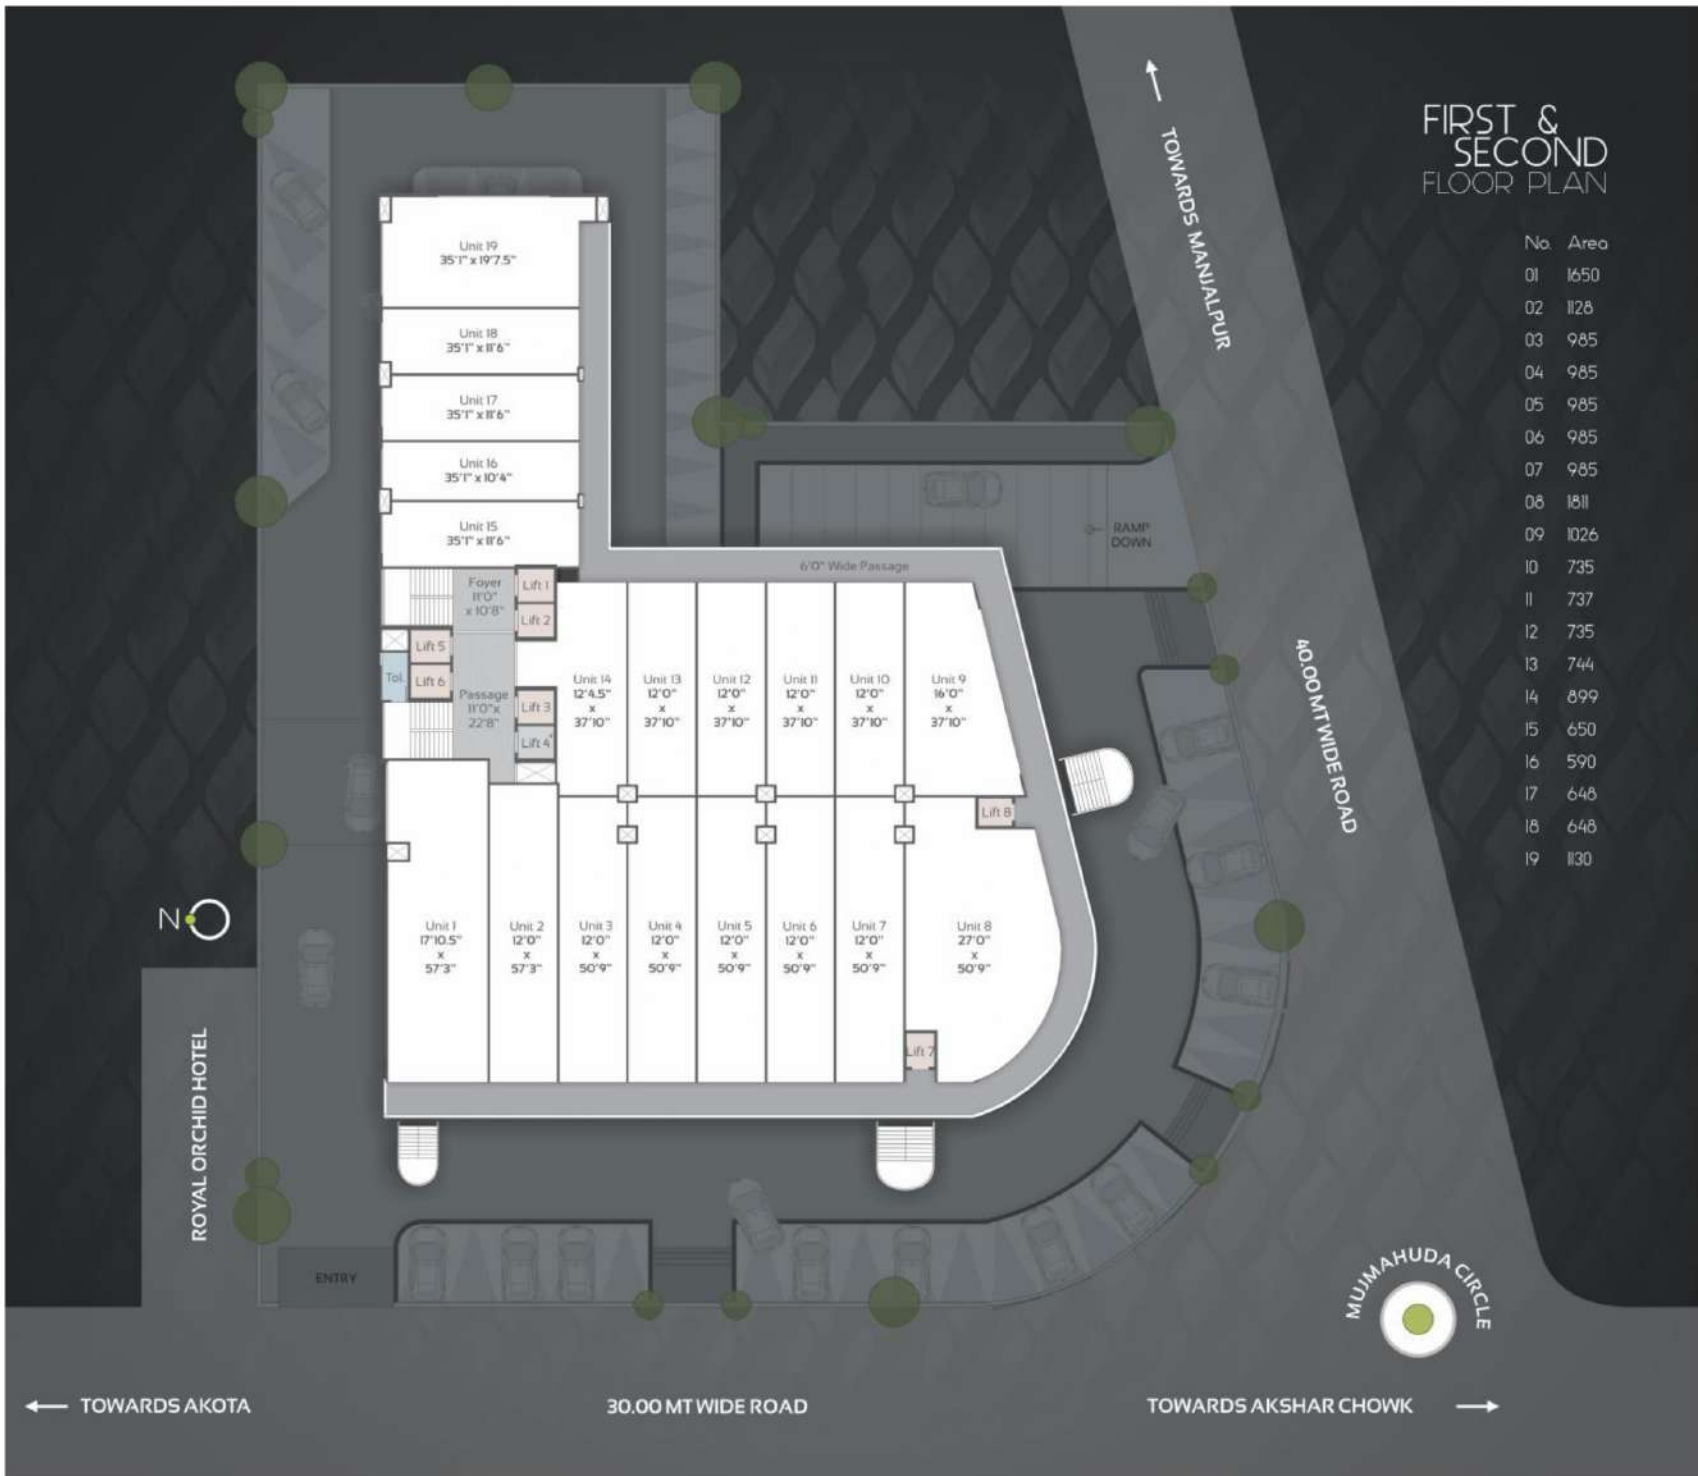 FIRST &
SECOND
FLOOR PLAN
No. Area
01 1650
02 1128
03 985
04 985
05 985
06 985
07 985
08 1811
09 1026
10 735
11 737
12 735
13 744
14 899
15 650
16 590
17 648
18 648
19 1130
TOWARDS MANJALPUR
40.00 MT WIDE ROAD
Unit 19
35'1" x 19'7.5"
Unit 18
35'1" x 11'6"
Unit 17
35'1" x 11'6"
Unit 16
35'1" x 10'4"
Unit 15
35'1" x 11'6"
RAMP
DOWN
6'0" Wide Passage
Foyer
11'0"
x 10'8"
Lift 1
Lift 2
Lift 5
Lift 6
Tol.
Passage
11'0" x
22'8"
Lift 3
Lift 4
Unit 14
12'4.5"
x
37'10"
Unit 13
12'0"
x
37'10"
Unit 12
12'0"
x
37'10"
Unit 11
12'0"
x
37'10"
Unit 10
12'0"
x
37'10"
Unit 9
16'0"
x
37'10"
Lift 8
Unit 1
17'10.5"
x
57'3"
Unit 2
12'0"
x
57'3"
Unit 3
12'0"
x
50'9"
Unit 4
12'0"
x
50'9"
Unit 5
12'0"
x
50'9"
Unit 6
12'0"
x
50'9"
Unit 7
12'0"
x
50'9"
Unit 8
27'0"
x
50'9"
Lift 7
N
ROYAL ORCHID HOTEL
ENTRY
MUJMAHUDA CIRCLE
TOWARDS AKOTA
30.00 MT WIDE ROAD
TOWARDS AKSHAR CHOWK